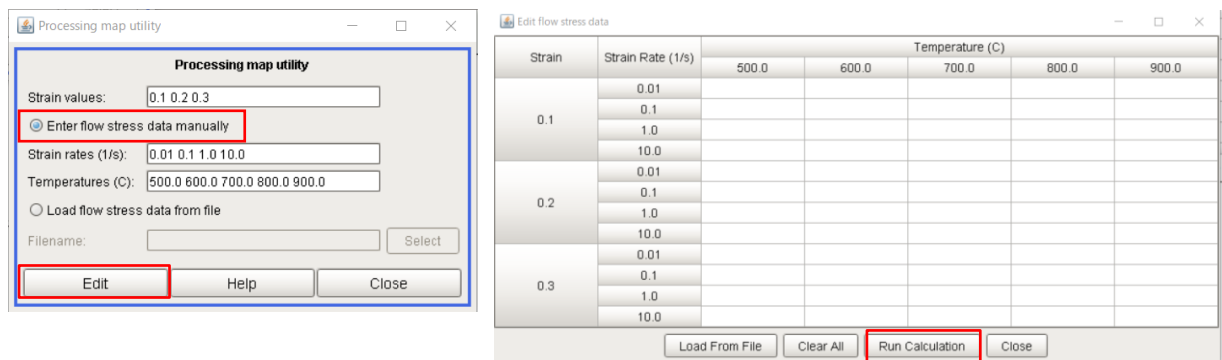 Processing map utility
Processing map utility
Strain values: 0.1 0.2 0.3
Enter flow stress data manually
Strain rates (1/s): 0.01 0.1 1.0 10.0
Temperatures (C): 500.0 600.0 700.0 800.0 900.0
Load flow stress data from file
Filename: Select
Edit Help Close
Edit flow stress data
Strain Strain Rate (1/s) Temperature (C)
500.0 600.0 700.0 800.0 900.0
0.1
0.01
0.1
1.0
10.0
0.2
0.01
0.1
1.0
10.0
0.3
0.01
0.1
1.0
10.0
Load From File Clear All Run Calculation Close